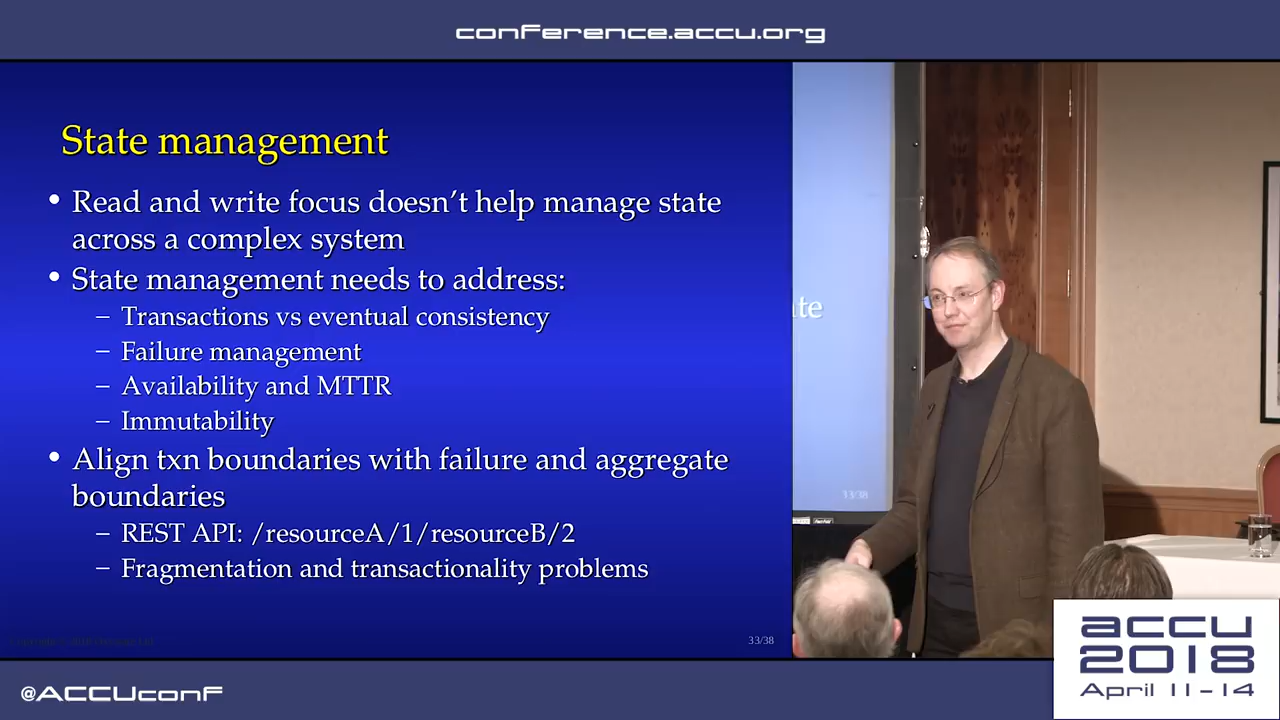 conference.accu.org
State management
• Read and write focus doesn't help manage state
across a complex system
• State management needs to address:
– Transactions vs eventual consistency
– Failure management
– Availability and MTTR
– Immutability
• Align txn boundaries with failure and aggregate
boundaries
– REST API: /resourceA/1/resourceB/2
– Fragmentation and transactionality problems
33/38
13/38
@ACCUconf
accu
2018
April 11-14